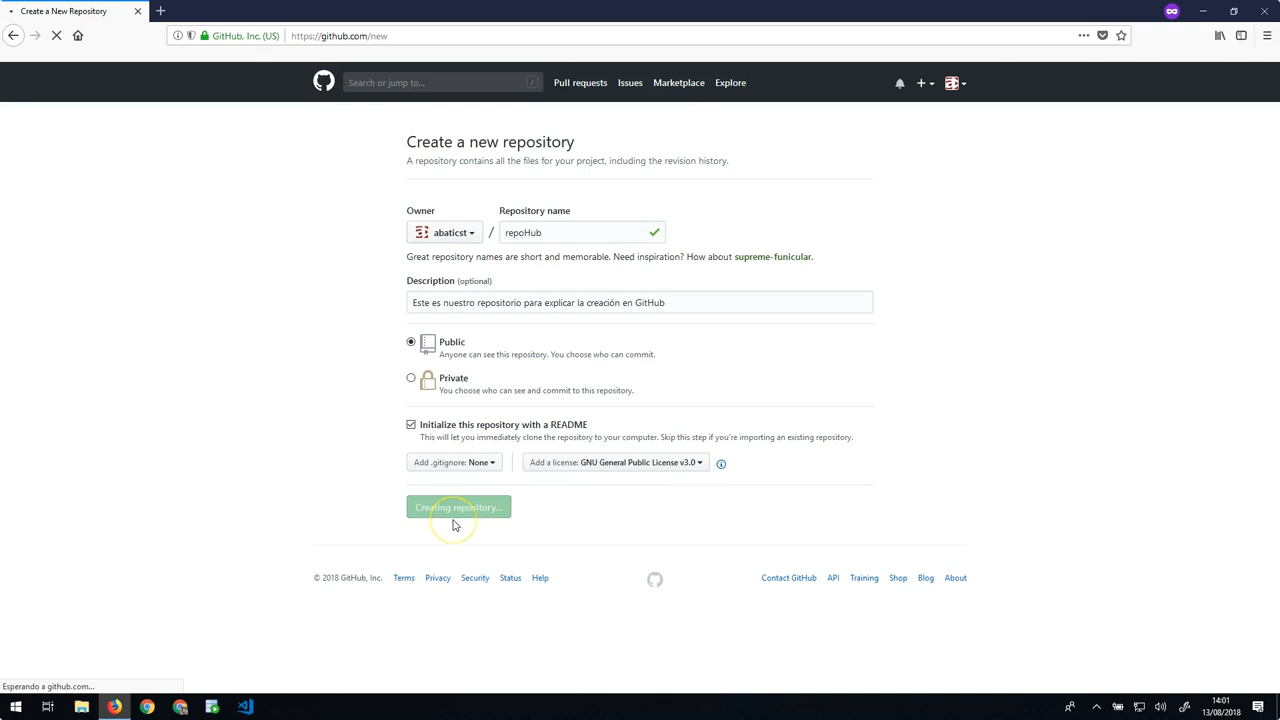 Create a New Repository
GitHub, Inc. (US) https://github.com/new
Search or jump to... / Pull requests Issues Marketplace Explore
Create a new repository
A repository contains all the files for your project, including the revision history.
Owner Repository name
abaticst / repoHub
Great repository names are short and memorable. Need inspiration? How about supreme-funicular.
Description (optional)
Este es nuestro repositorio para explicar la creación en GitHub
Public
Anyone can see this repository. You choose who can commit.
Private
You choose who can see and commit to this repository.
Initialize this repository with a README
This will let you immediately clone the repository to your computer. Skip this step if you're importing an existing repository.
Add .gitignore: None Add a license: GNU General Public License v3.0
Creating repository...
© 2018 GitHub, Inc. Terms Privacy Security Status Help Contact GitHub API Training Shop Blog About
Esperando a github.com...
14:01
13/08/2018